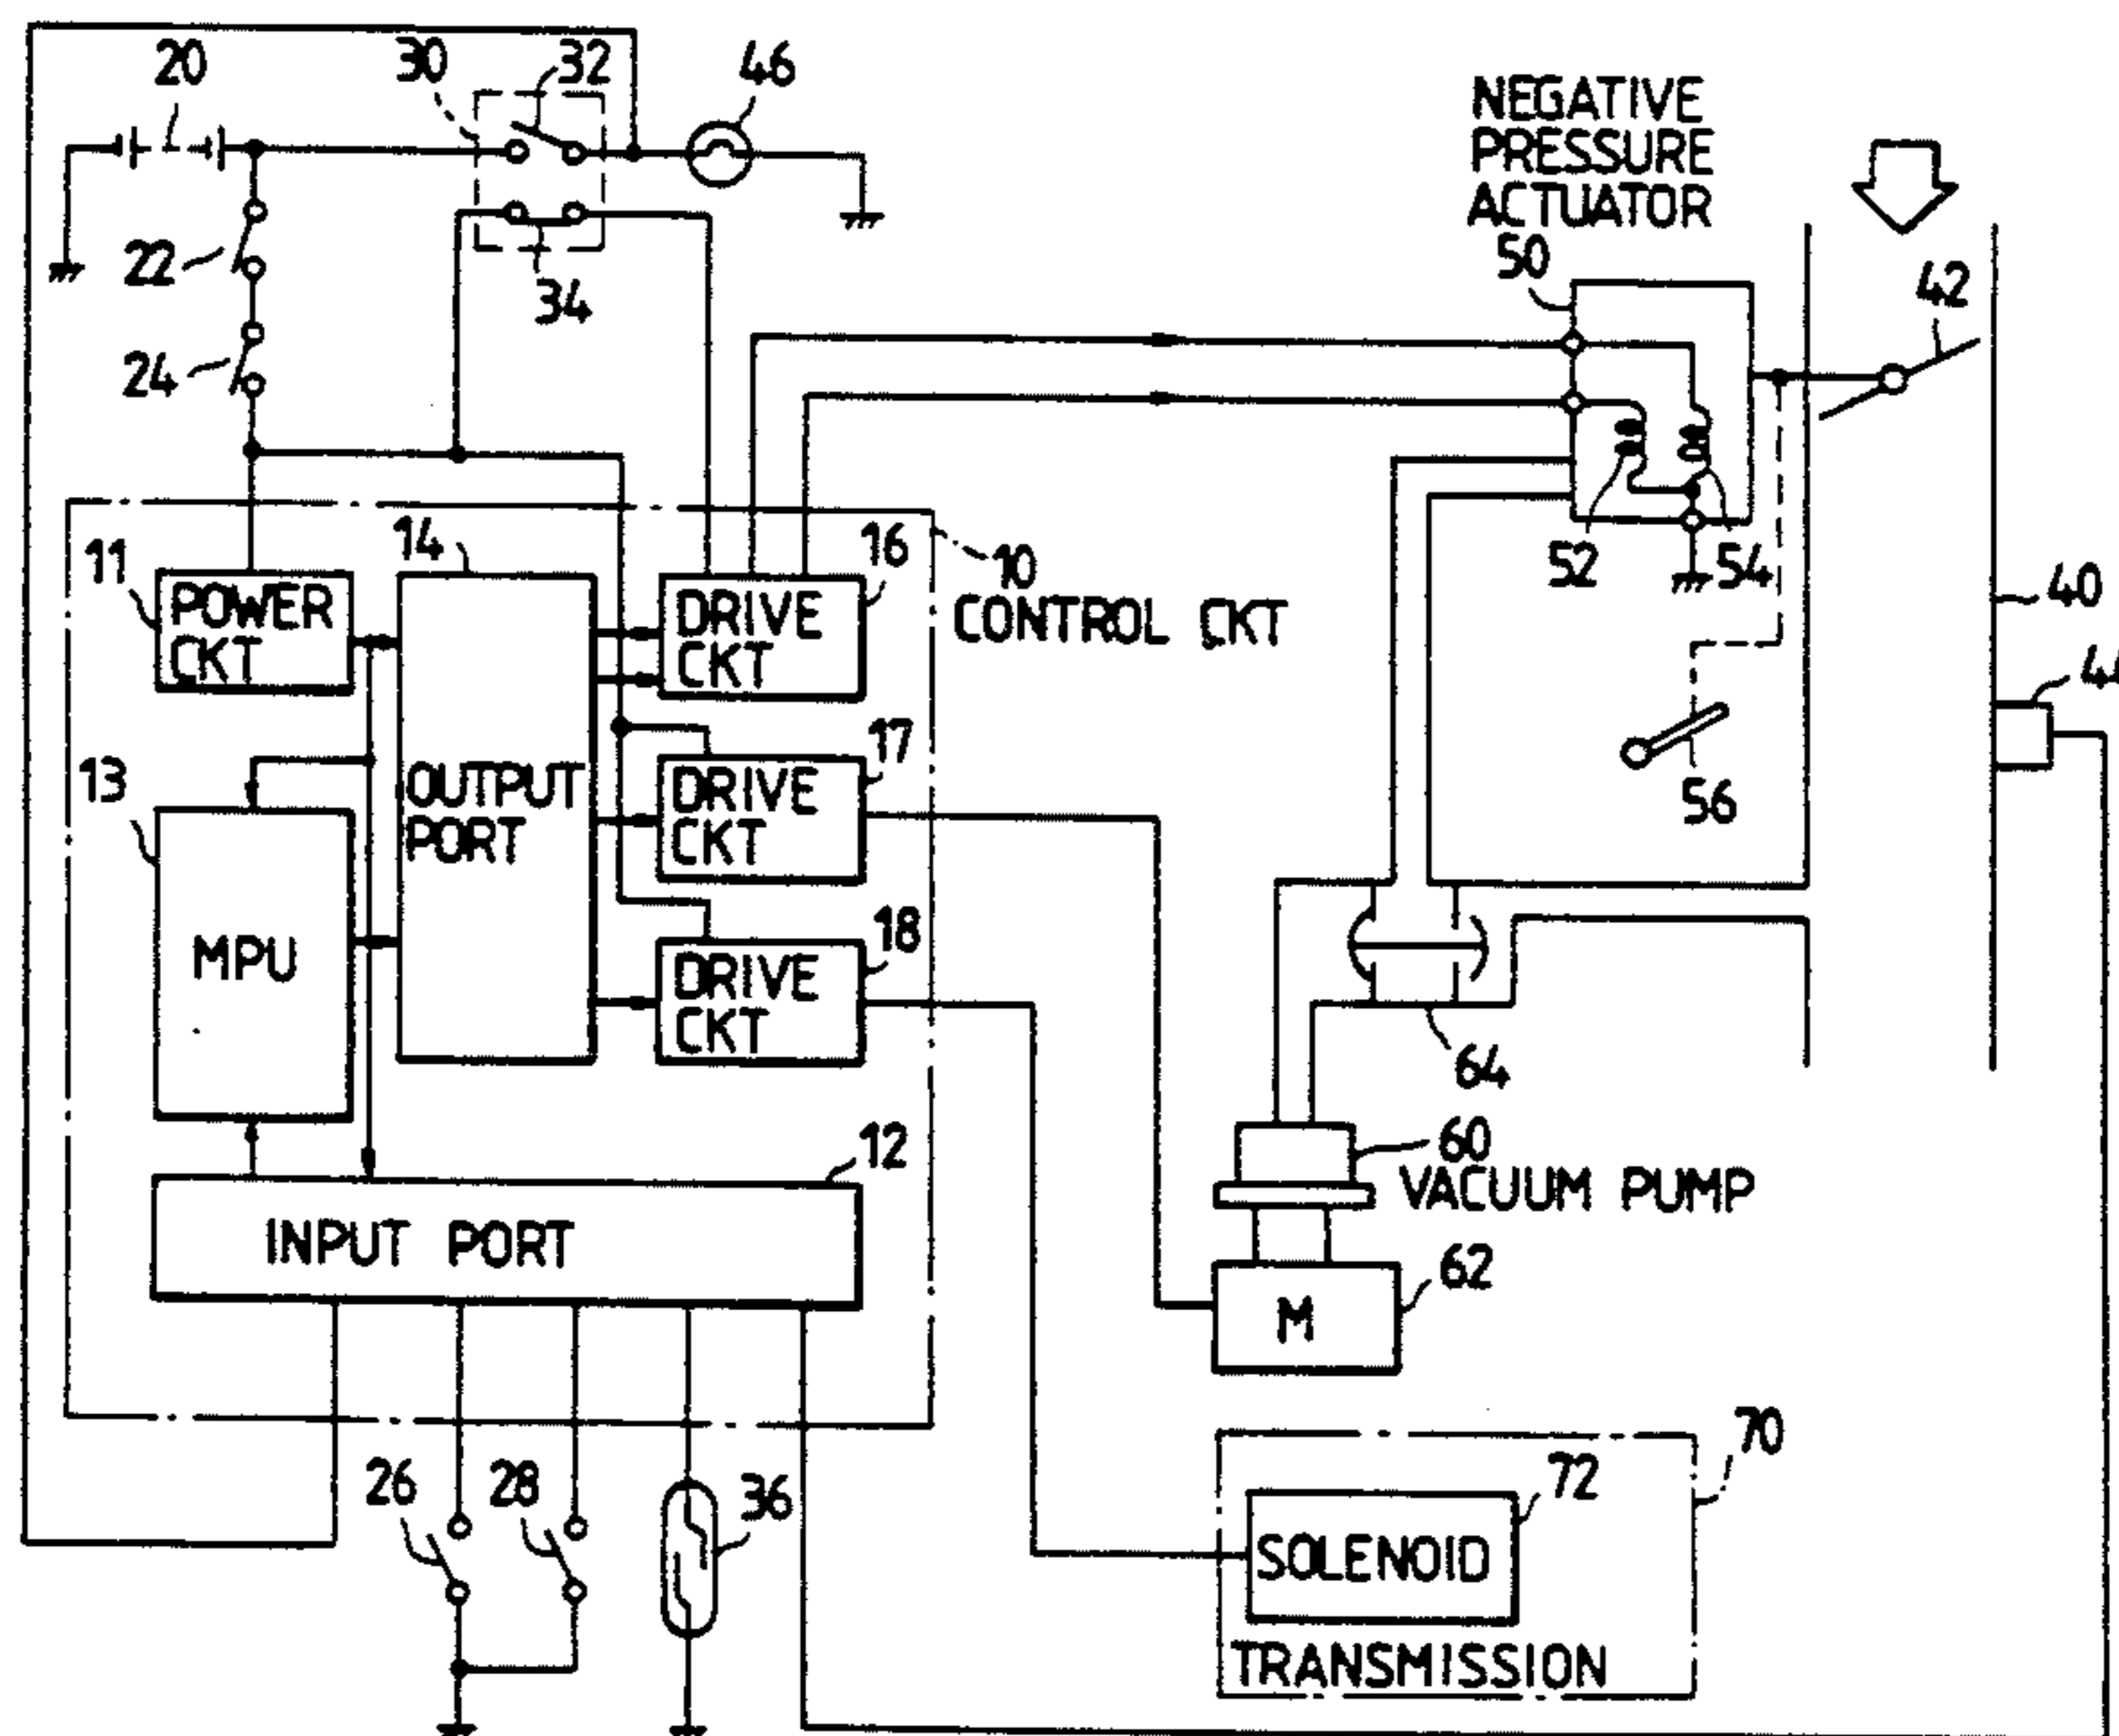 20
30
32
46
NEGATIVE
PRESSURE
ACTUATOR
50
42
22
34
24
52
54
40
11
POWER
CKT
14
16
DRIVE
CKT
10
CONTROL CKT
13
MPU
OUTPUT
PORT
17
DRIVE
CKT
56
18
DRIVE
CKT
64
12
INPUT PORT
60
VACUUM PUMP
62
M
26
28
36
70
72
SOLENOID
TRANSMISSION